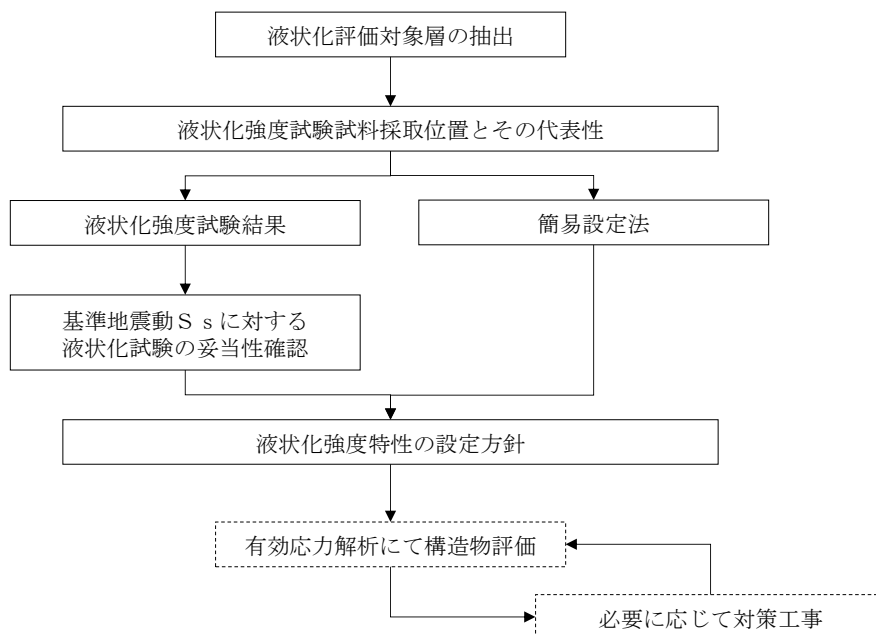 液状化評価対象層の抽出
液状化強度試験試料採取位置とその代表性
液状化強度試験結果
簡易設定法
基準地震動Ｓｓに対する
液状化試験の妥当性確認
液状化強度特性の設定方針
有効応力解析にて構造物評価
必要に応じて対策工事